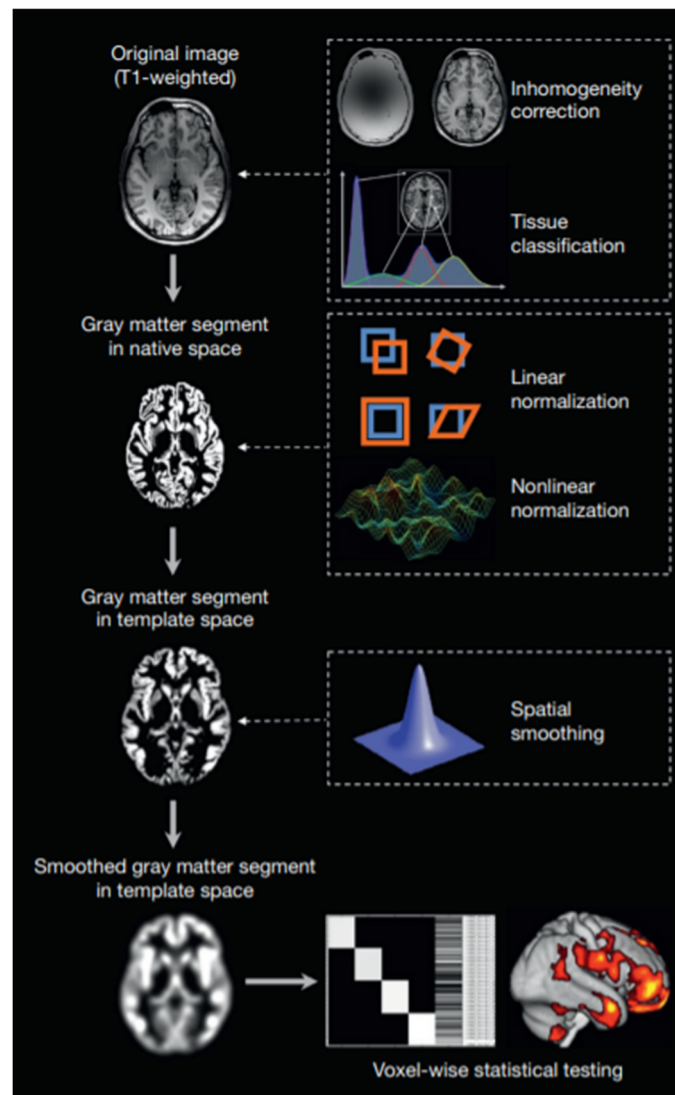 Original image
(T1-weighted)
Inhomogeneity
correction
Tissue
classification
Gray matter segment
in native space
Linear
normalization
Nonlinear
normalization
Gray matter segment
in template space
Spatial
smoothing
Smoothed gray matter segment
in template space
Voxel-wise statistical testing